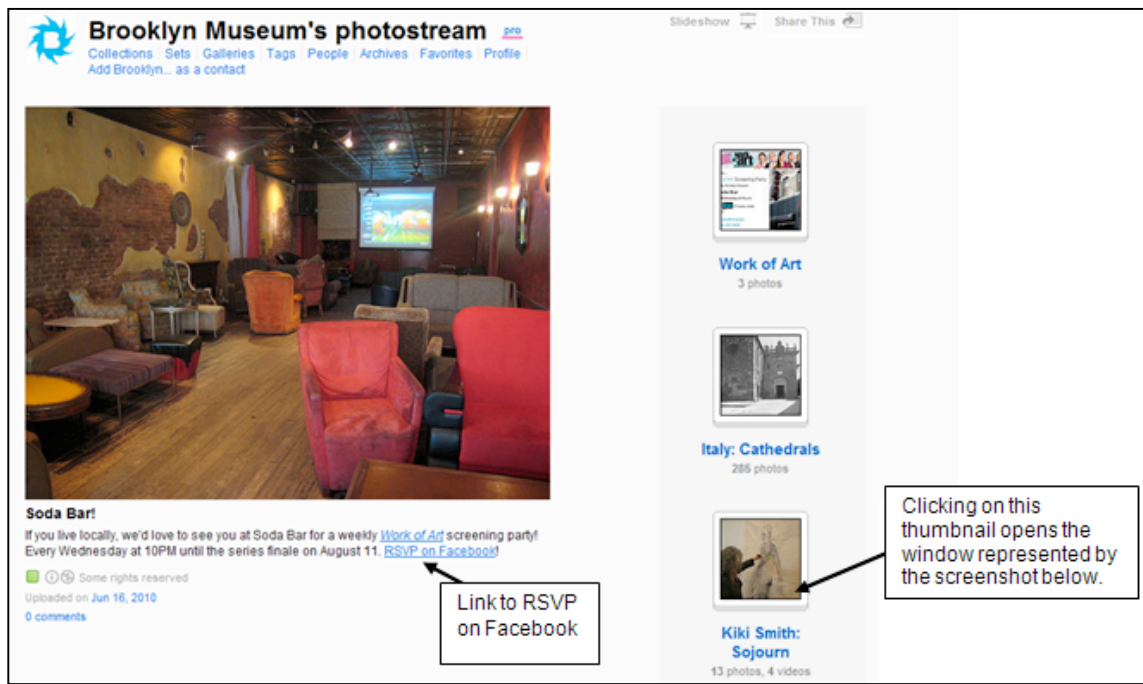 Brooklyn Museum's photostream pro
Collections Sets Galleries Tags People Archives Favorites Profile
Add Brooklyn... as a contact
Slideshow Share This
Work of Art
3 photos
Italy: Cathedrals
285 photos
Soda Bar!
If you live locally, we'd love to see you at Soda Bar for a weekly Work of Art screening party!
Every Wednesday at 10PM until the series finale on August 11. RSVP on Facebook!
Some rights reserved
Uploaded on Jun 16, 2010
0 comments
Link to RSVP
on Facebook
Clicking on this
thumbnail opens the
window represented by
the screenshot below.
Kiki Smith:
Sojourn
13 photos, 4 videos